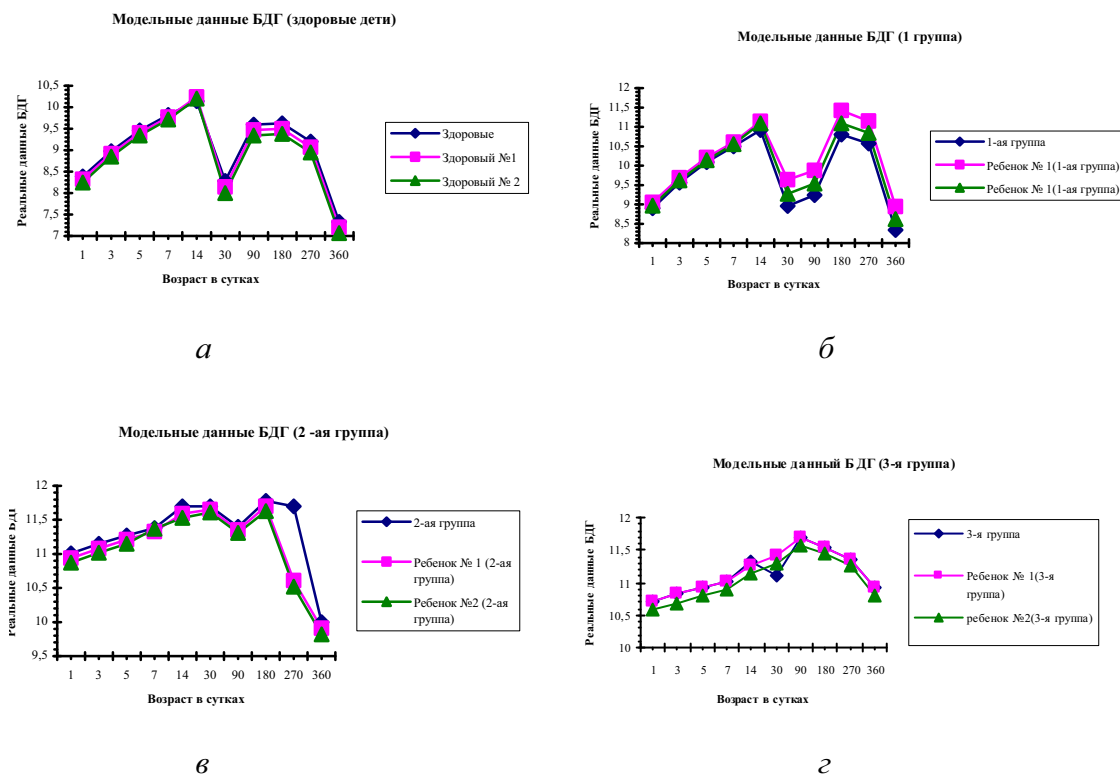 Модельные данные БДГ (здоровые дети)
Реальные данные БДГ
10,5
10
9,5
9
8,5
8
7,5
7
1 3 5 7 14 30 90 180 270 360
Возраст в сутках
Здоровые
Здоровый №1
Здоровый № 2
а
Модельные данные БДГ (1 группа)
Реальные данные БДГ
12
11,5
11
10,5
10
9,5
9
8,5
8
1 3 5 7 14 30 90 180 270 360
Возраст в сутках
1-ая группа
Ребенок № 1(1-ая группа)
Ребенок № 1(1-ая группа)
б
Модельные данные БДГ (2 -ая группа)
Реальные данные БДГ
12
11,5
11
10,5
10
9,5
1 3 5 7 14 30 90 180 270 360
Возраст в сутках
2-ая группа
Ребенок № 1 (2-ая
группа)
Ребенок №2 (2-ая
группа)
в
Модельные данный Б ДГ (3-я группа)
Реальные данные БДГ
12
11,5
11
10,5
10
1 3 5 7 14 30 90 180 270 360
Возраст в сутках
3-я группа
Ребенок № 1(3-я
группа)
ребенок №2(3-я группа)
г